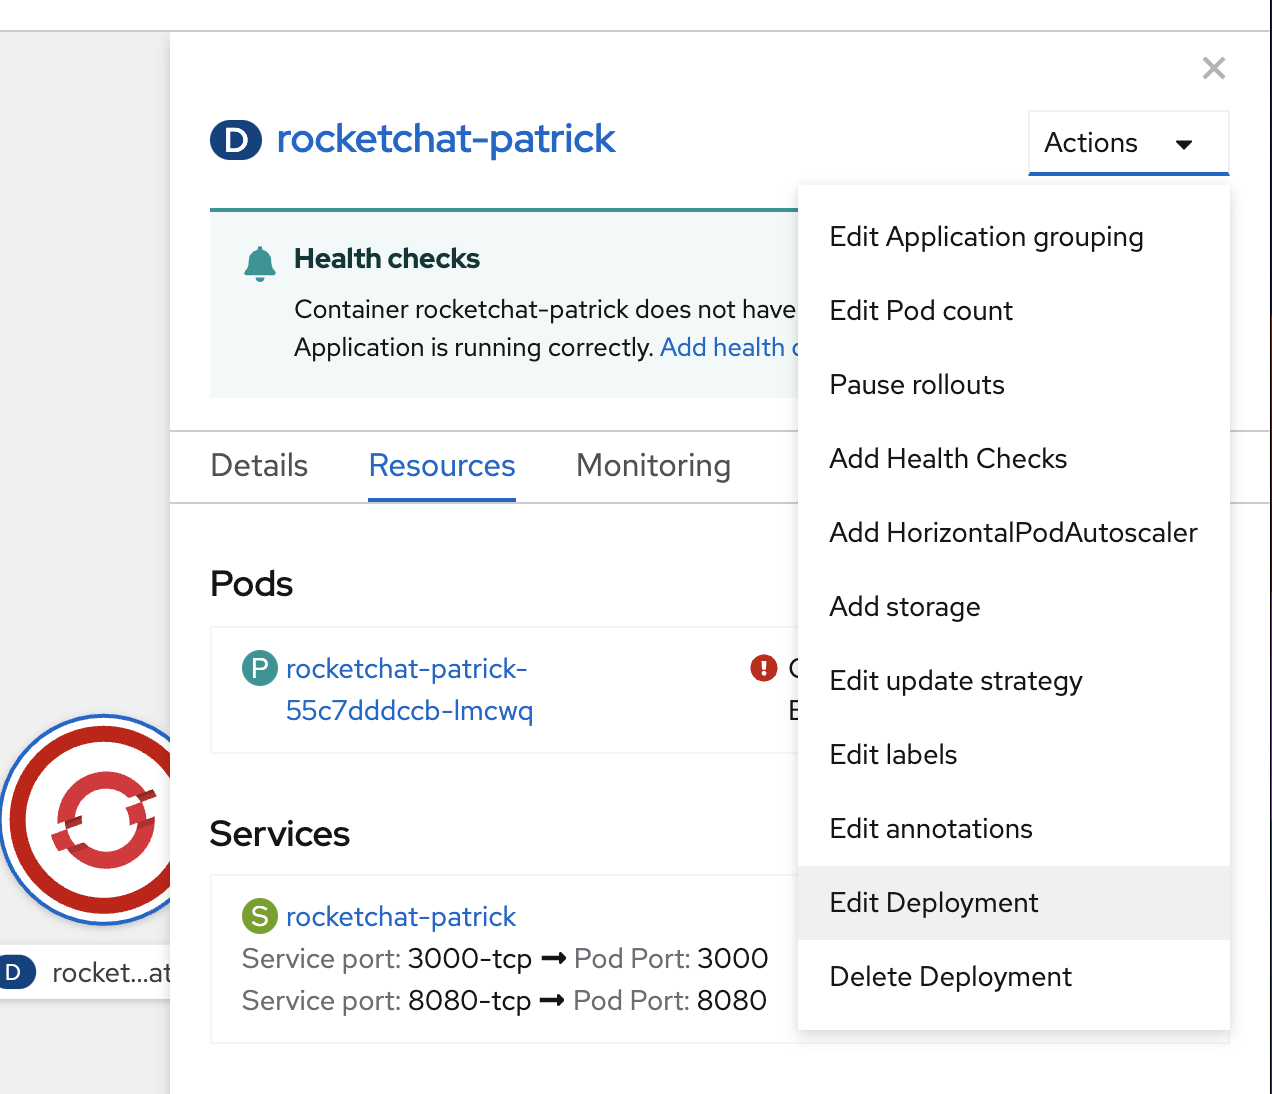 D rocketchat-patrick
Actions
Health checks
Container rocketchat-patrick does not have
Application is running correctly. Add health
Edit Application grouping
Edit Pod count
Pause rollouts
Add Health Checks
Add HorizontalPodAutoscaler
Add storage
Edit update strategy
Edit labels
Edit annotations
Edit Deployment
Delete Deployment
Details Resources Monitoring
Pods
P rocketchat-patrick-
55c7dddccb-lmcwq
Services
S rocketchat-patrick
Service port: 3000-tcp ➞ Pod Port: 3000
Service port: 8080-tcp ➞ Pod Port: 8080
D rocket...at